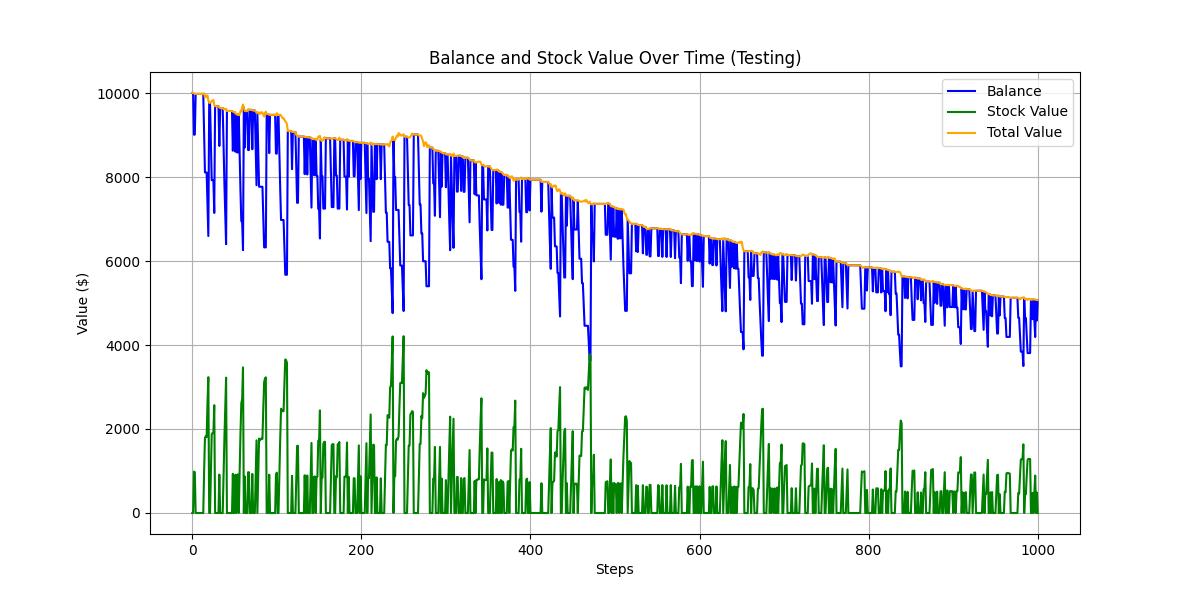 Balance and Stock Value Over Time (Testing)
Balance
Stock Value
Total Value
Value ($)
10000
8000
6000
4000
2000
0
0 200 400 600 800 1000
Steps